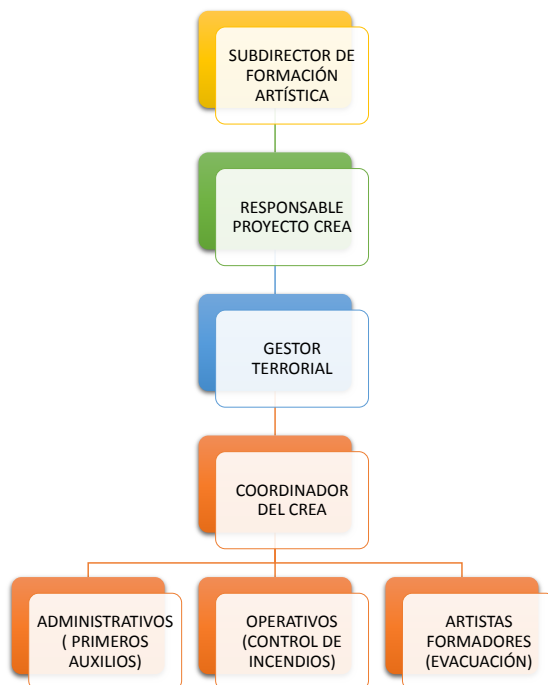 SUBDIRECTOR DE
FORMACIÓN
ARTÍSTICA
RESPONSABLE
PROYECTO CREA
GESTOR
TERRORIAL
COORDINADOR
DEL CREA
ADMINISTRATIVOS
( PRIMEROS
AUXILIOS)
OPERATIVOS
(CONTROL DE
INCENDIOS)
ARTISTAS
FORMADORES
(EVACUACIÓN)